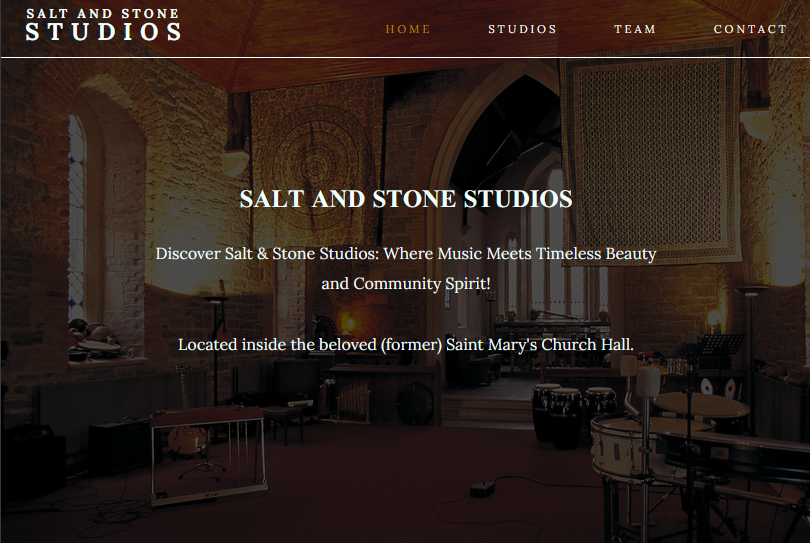 SALT AND STONE
STUDIOS
HOME STUDIOS TEAM CONTACT
SALT AND STONE STUDIOS
Discover Salt & Stone Studios: Where Music Meets Timeless Beauty
and Community Spirit!
Located inside the beloved (former) Saint Mary's Church Hall.